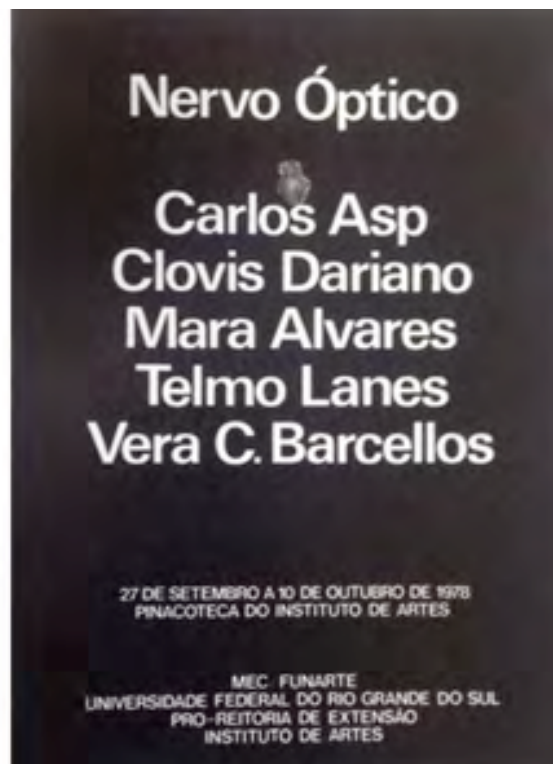 Nervo Óptico
Carlos Asp
Clovis Dariano
Mara Alvares
Telmo Lanes
Vera C. Barcellos
27 DE SETEMBRO A 10 DE OUTUBRO DE 1978
PINACOTECA DO INSTITUTO DE ARTES
MEC FUNARTE
UNIVERSIDADE FEDERAL DO RIO GRANDE DO SUL
PRO-REITORIA DE EXTENSÃO
INSTITUTO DE ARTES